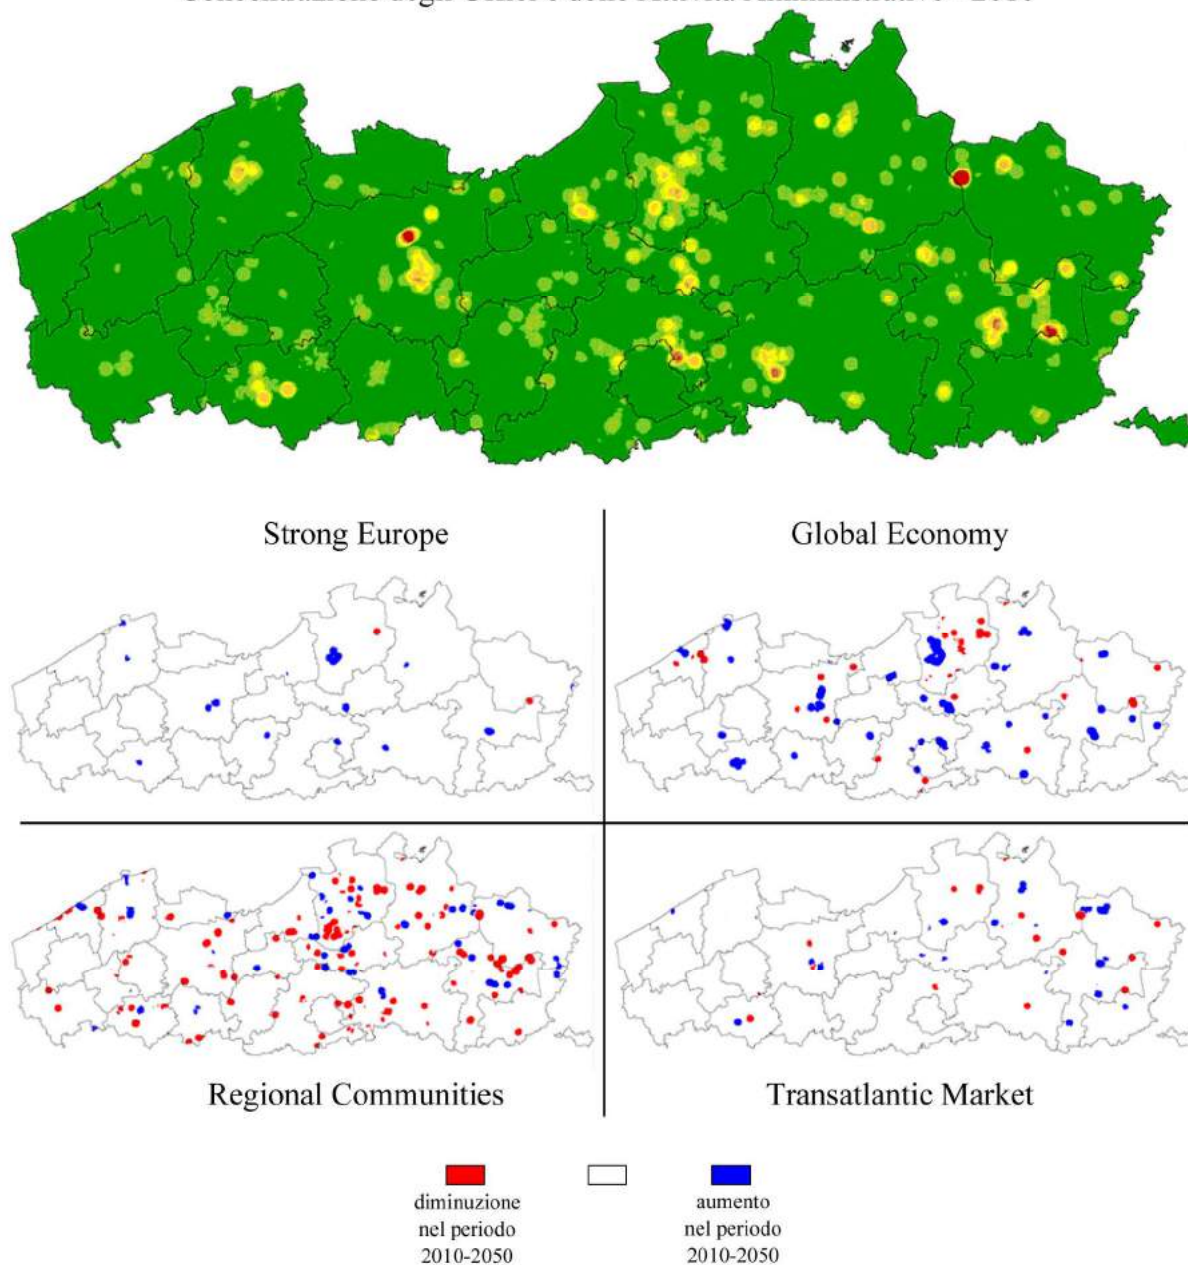 Strong Europe
Global Economy
Regional Communities
Transatlantic Market
diminuzione
nel periodo
2010-2050
aumento
nel periodo
2010-2050